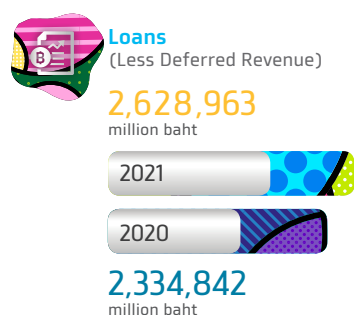 ฿
Loans
(Less Deferred Revenue)
2,628,963
million baht
2021
2020
2,334,842
million baht